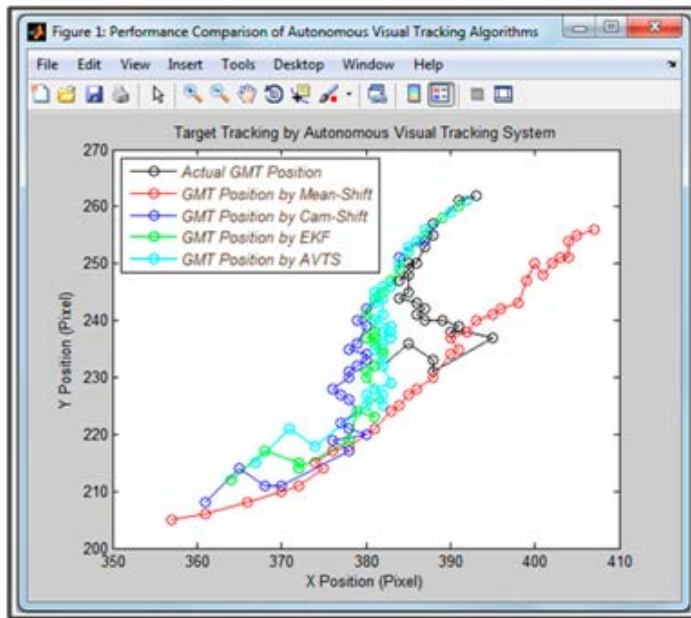 Figure 1: Performance Comparison of Autonomous Visual Tracking Algorithms
File Edit View Insert Tools Desktop Window Help
Target Tracking by Autonomous Visual Tracking System
Actual GMT Position
GMT Position by Mean-Shift
GMT Position by Cam-Shift
GMT Position by EKF
GMT Position by AVTS
Y Position (Pixel)
270
260
250
240
230
220
210
200
350 360 370 380 390 400 410
X Position (Pixel)